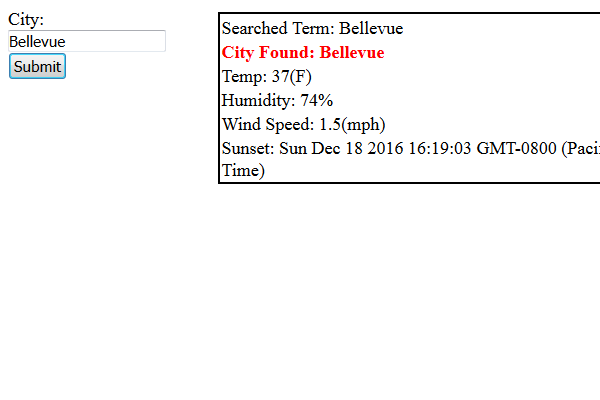 City:
Bellevue
Submit
Searched Term: Bellevue
City Found: Bellevue
Temp: 37(F)
Humidity: 74%
Wind Speed: 1.5(mph)
Sunset: Sun Dec 18 2016 16:19:03 GMT-0800 (Paci
Time)